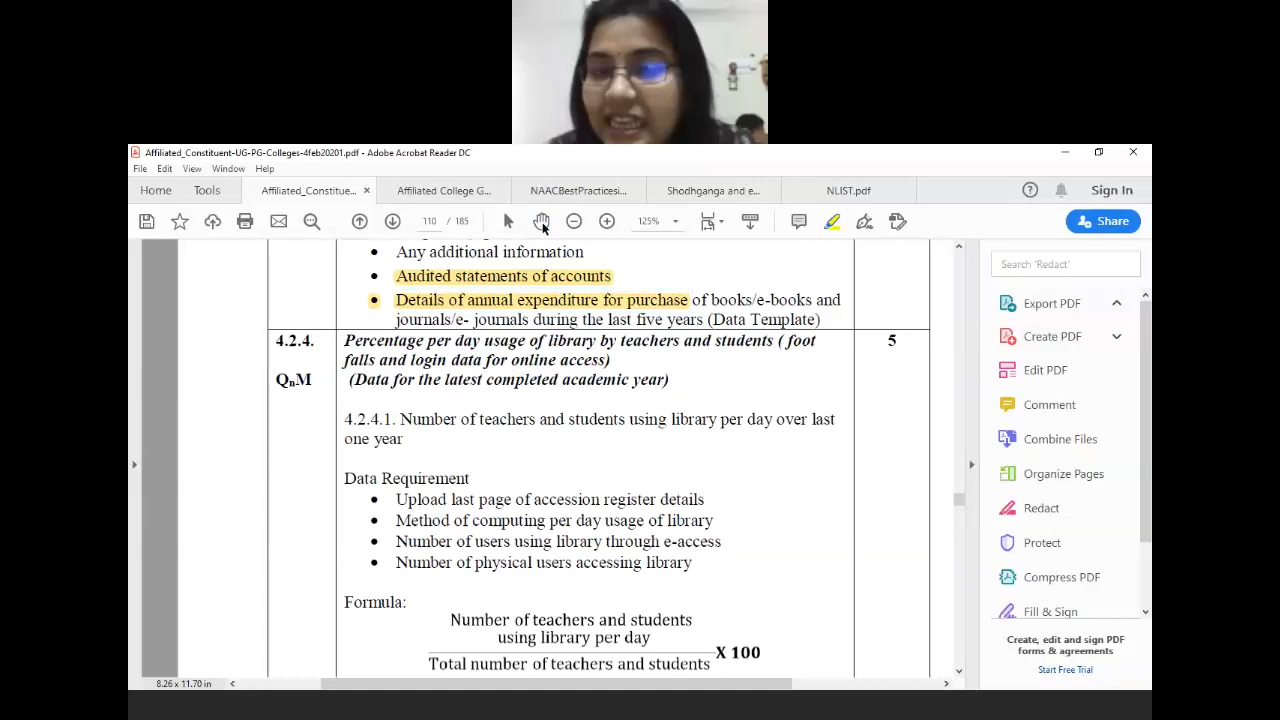 Affiliated_Constituent-UG-PG-Colleges-4feb20201.pdf - Adobe Acrobat Reader DC
File Edit View Window Help
Home Tools Affiliated_Constitue... × Affiliated College G... NAACBestPracticesi... Shodhganga and e... NLIST.pdf Sign In
110 / 185 125% Share
Any additional information
• Audited statements of accounts
• Details of annual expenditure for purchase of books/e-books and
journals/e- journals during the last five years (Data Template)
4.2.4. Percentage per day usage of library by teachers and students ( foot 5
falls and login data for online access)
QnM (Data for the latest completed academic year)
4.2.4.1. Number of teachers and students using library per day over last
one year
Data Requirement
• Upload last page of accession register details
• Method of computing per day usage of library
• Number of users using library through e-access
• Number of physical users accessing library
Formula:
Number of teachers and students
using library per day
X 100
Total number of teachers and students
8.26 x 11.70 in
Search 'Redact'
Export PDF
Create PDF
Edit PDF
Comment
Combine Files
Organize Pages
Redact
Protect
Compress PDF
Fill & Sign
Create, edit and sign PDF
forms & agreements
Start Free Trial